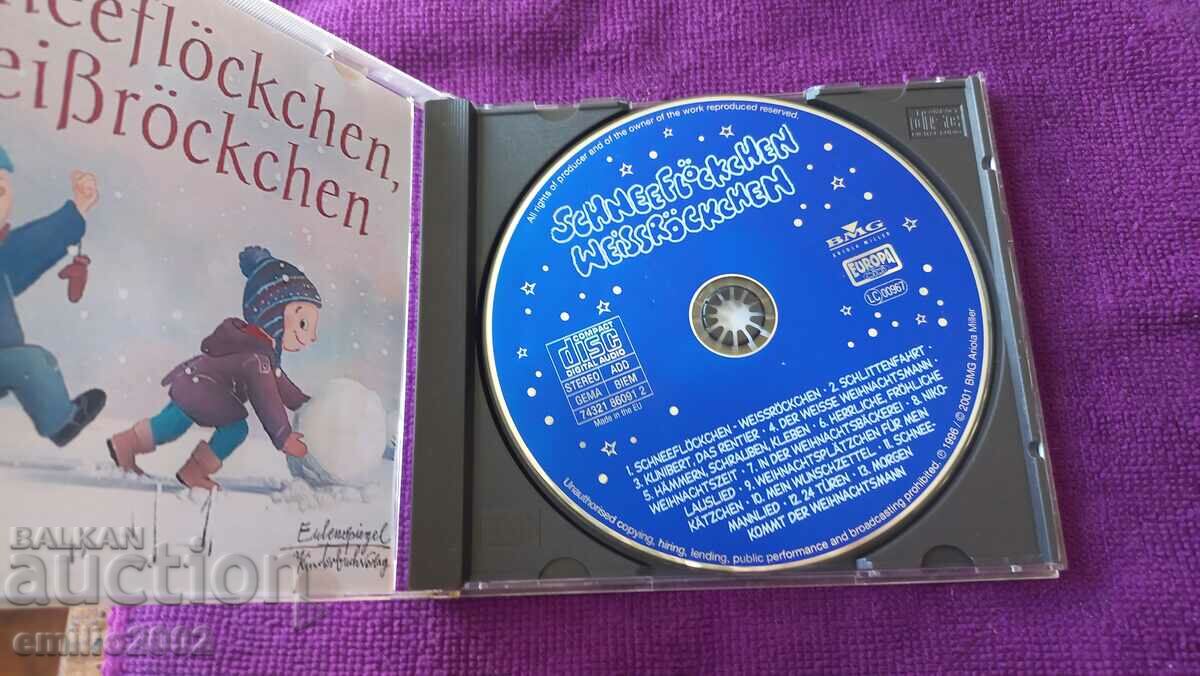 neeflöckchen,
eißröckchen
Eulenspiegel
Kinderbuchverlag
BALKAN
auction
emilo2002
All rights of producer and of the owner of the work reproduced reserved.
SCHNEEFLÖCKCHEN
WEISSRÖCKCHEN
BMG
ARIOLA MILLER
EUROPA
LC 00967
COMPACT
disc
DIGITAL AUDIO
STEREO ADD
GEMA BIEM
74321 86091 2
Made in the EU
1. SCHNEEFLÖCKCHEN - WEISSRÖCKCHEN · 2. SCHLITTENFAHRT ·
3. KUNIBERT, DAS RENTIER · 4. DER WEISSE WEIHNACHTSMANN
5. HÄMMERN, SCHRAUBEN, KLEBEN · 6. HERRLICHE, FRÖHLICHE
WEIHNACHTSZEIT · 7. IN DER WEIHNACHTSBÄCKEREI · 8. NIKO-
LAUSLIED · 9. WEIHNACHTSPLÄTZCHEN FÜR MEIN
KÄTZCHEN · 10. MEIN WUNSCHZETTEL · 11. SCHNEE-
MANNLIED · 12. 24 TÜREN · 13. MORGEN
KOMMT DER WEIHNACHTSMANN
Unauthorised copying, hiring, lending, public performance and broadcasting prohibited. ℗ 1996 / © 2001 BMG Ariola Miller
COMPACT
disc